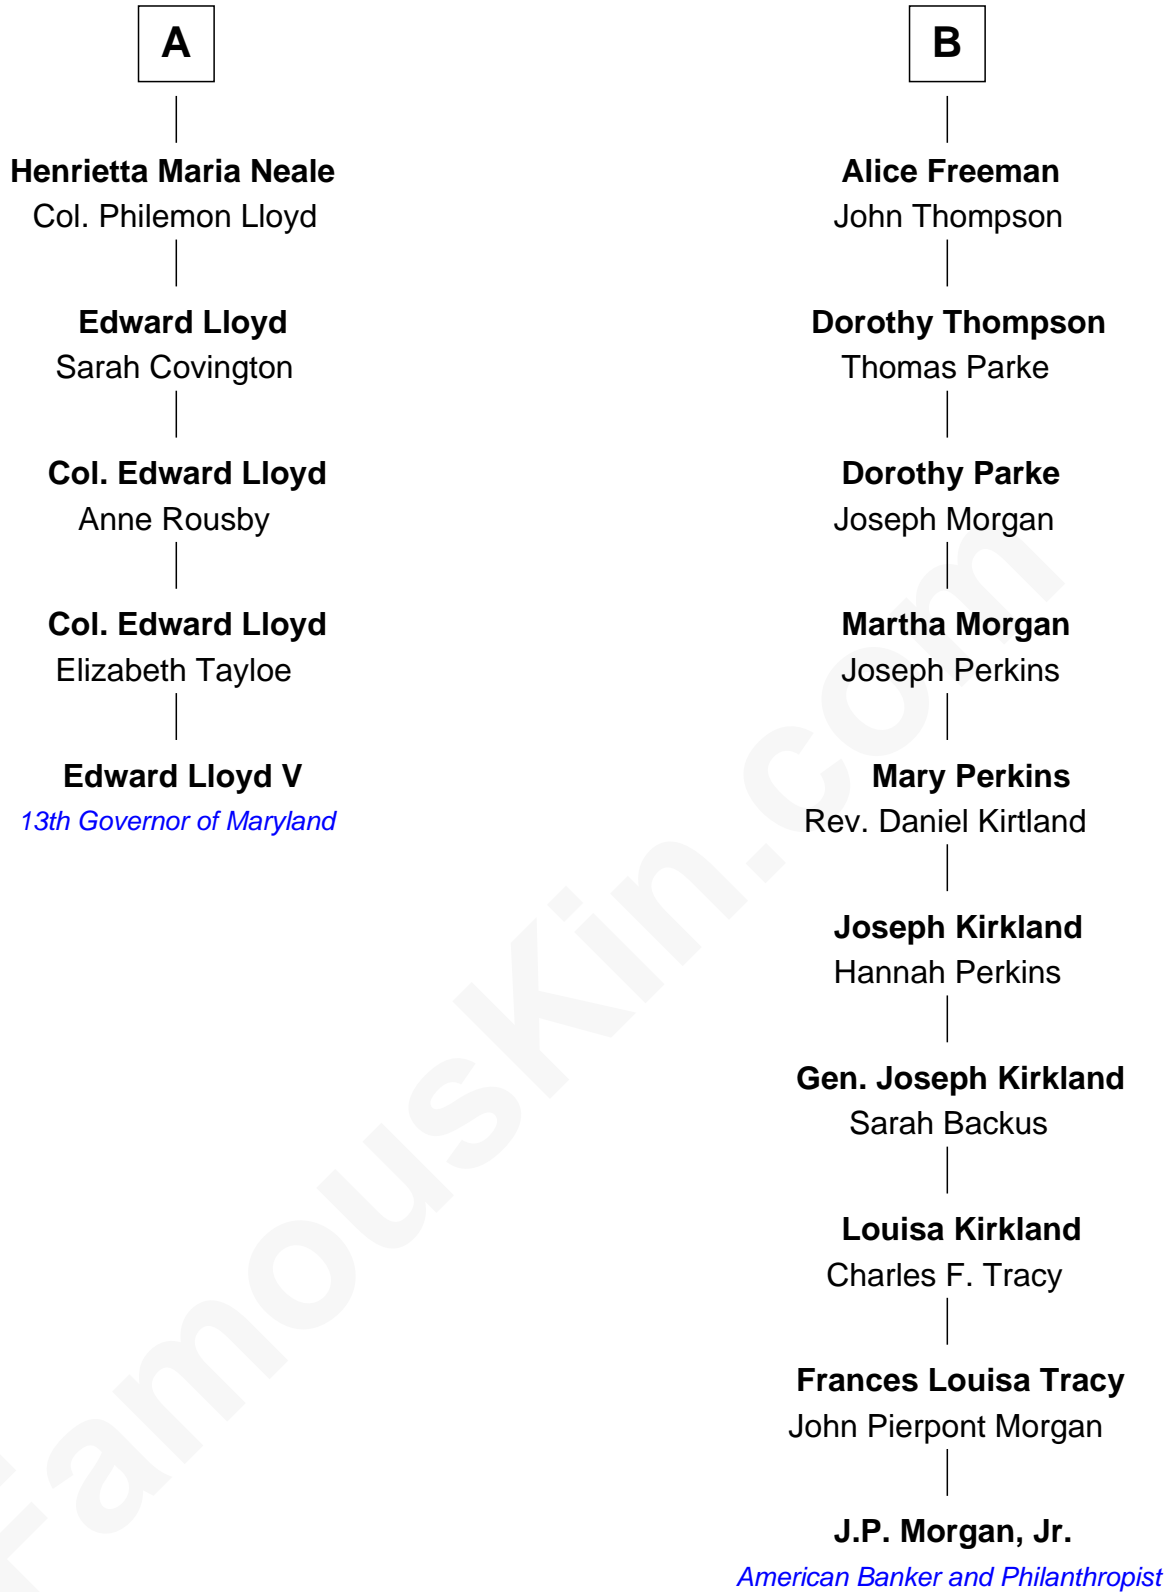 A
Henrietta Maria Neale
Col. Philemon Lloyd
Edward Lloyd
Sarah Covington
Col. Edward Lloyd
Anne Rousby
Col. Edward Lloyd
Elizabeth Tayloe
Edward Lloyd V
13th Governor of Maryland
B
Alice Freeman
John Thompson
Dorothy Thompson
Thomas Parke
Dorothy Parke
Joseph Morgan
Martha Morgan
Joseph Perkins
Mary Perkins
Rev. Daniel Kirtland
Joseph Kirkland
Hannah Perkins
Gen. Joseph Kirkland
Sarah Backus
Louisa Kirkland
Charles F. Tracy
Frances Louisa Tracy
John Pierpont Morgan
J.P. Morgan, Jr.
American Banker and Philanthropist
FamousKin.com